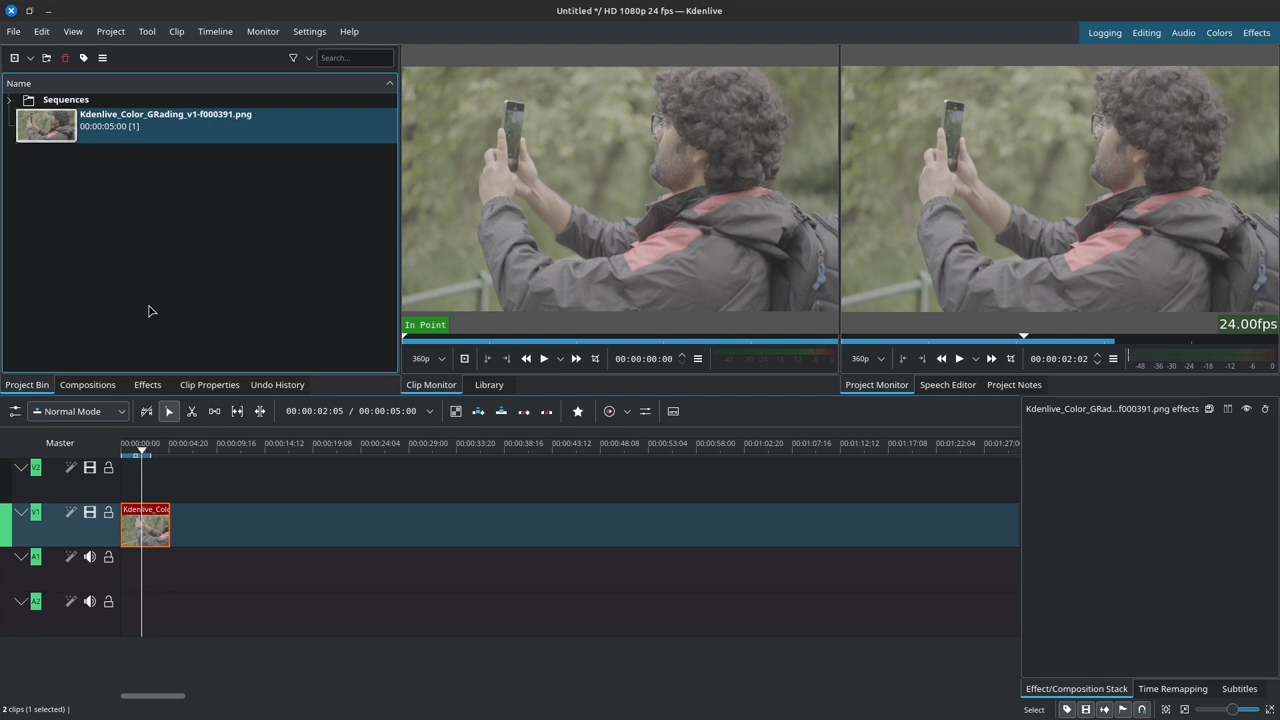 Untitled */ HD 1080p 24 fps — Kdenlive
File Edit View Project Tool Clip Timeline Monitor Settings Help
Logging Editing Audio Colors Effects
Search...
Name
Sequences
Kdenlive_Color_GRading_v1-f000391.png
00:00:05:00 [1]
In Point
24.00fps
360p 00:00:00:00 -42 -30 -24 -18 -12 -6 0
360p 00:00:02:02 -48 -36 -30 -24 -18 -12 -6 0
Project Bin Compositions Effects Clip Properties Undo History
Clip Monitor Library
Project Monitor Speech Editor Project Notes
Normal Mode 00:00:02:05 / 00:00:05:00
Kdenlive_Color_GRad...f000391.png effects
Master 00:00:00:00 00:00:04:20 00:00:09:16 00:00:14:12 00:00:19:08 00:00:24:04 00:00:29:00 00:00:33:20 00:00:38:16 00:00:43:12 00:00:48:08 00:00:53:04 00:00:58:00 00:01:02:20 00:01:07:16 00:01:12:12 00:01:17:08 00:01:22:04 00:01:27:0
V2
V1
Kdenlive_Colo
A1
A2
Effect/Composition Stack Time Remapping Subtitles
2 clips (1 selected) |
Select